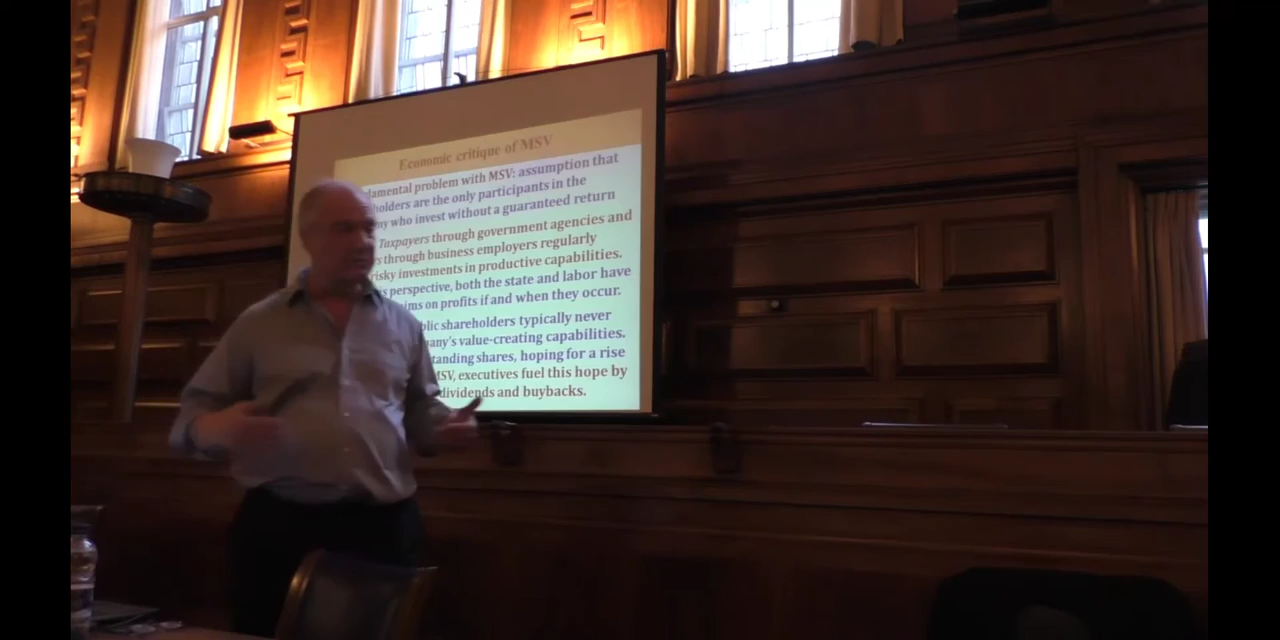 Economic critique of MSV
damental problem with MSV: assumption that
holders are the only participants in the
ny who invest without a guaranteed return
Taxpayers through government agencies and
s through business employers regularly
risky investments in productive capabilities.
s perspective, both the state and labor have
ims on profits if and when they occur.
blic shareholders typically never
any's value-creating capabilities.
tanding shares, hoping for a rise
MSV, executives fuel this hope by
dividends and buybacks.